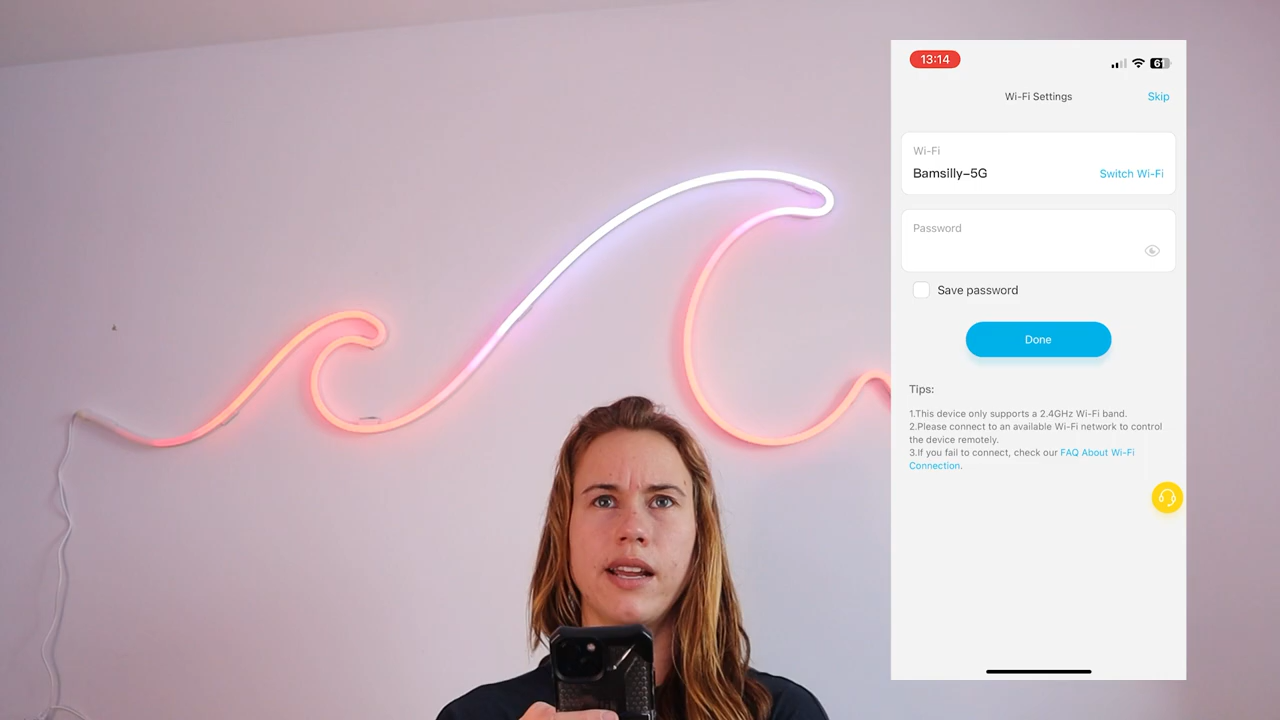 13:14
61
Wi-Fi Settings
Skip
Wi-Fi
Bamsilly-5G
Switch Wi-Fi
Password
Save password
Done
Tips:
1.This device only supports a 2.4GHz Wi-Fi band.
2.Please connect to an available Wi-Fi network to control
the device remotely.
3.If you fail to connect, check our FAQ About Wi-Fi
Connection.